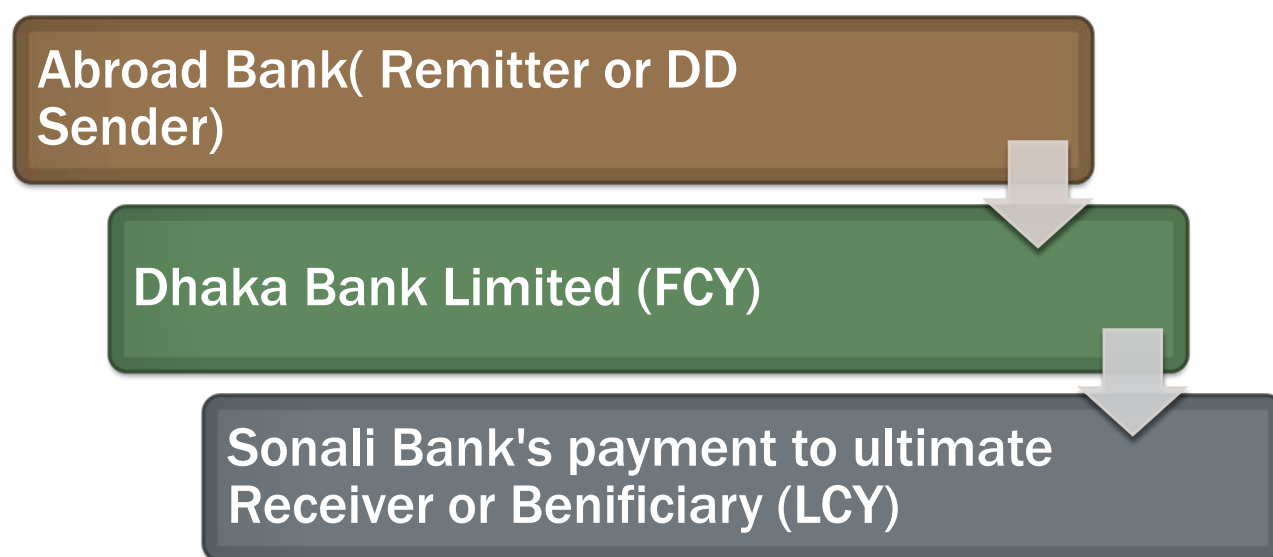 Abroad Bank( Remitter or DD
Sender)
Dhaka Bank Limited (FCY)
Sonali Bank's payment to ultimate
Receiver or Benificiary (LCY)